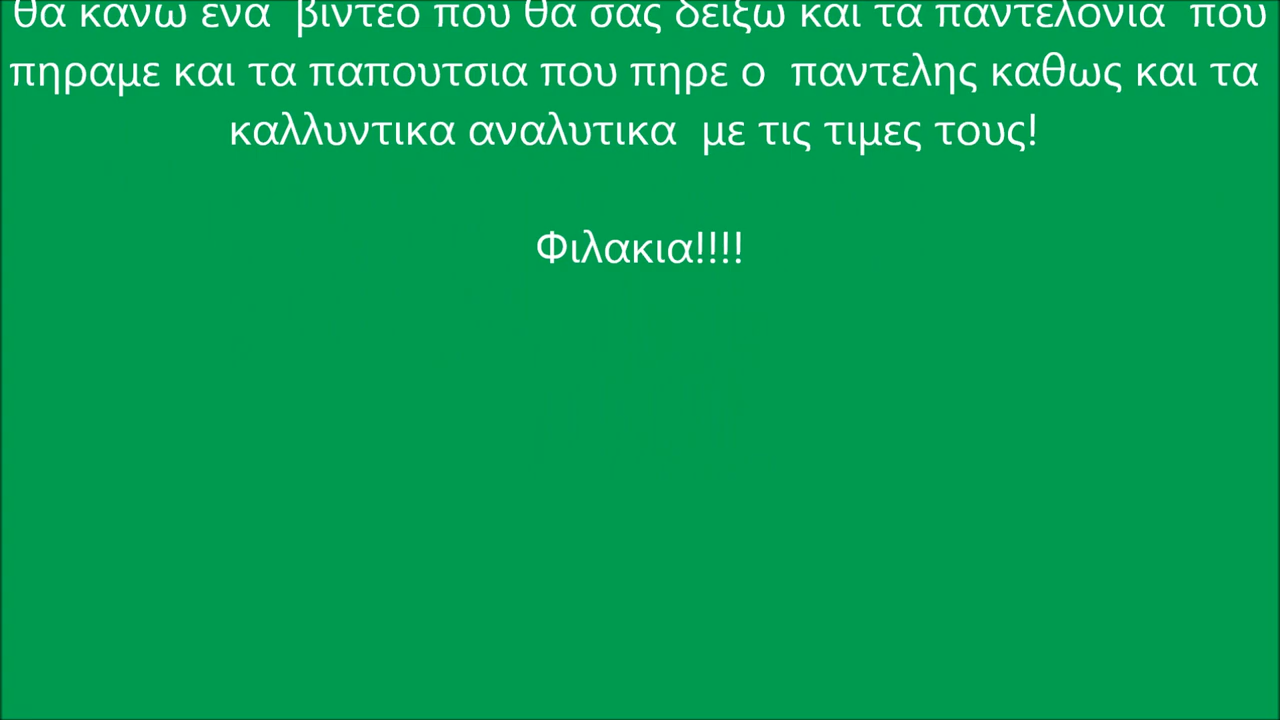 θα κανω ενα βιντεο που θα σας δειξω και τα παντελονια που
πηραμε και τα παπουτσια που πηρε ο παντελης καθως και τα
καλλυντικα αναλυτικα με τις τιμες τους!
Φιλακια!!!!